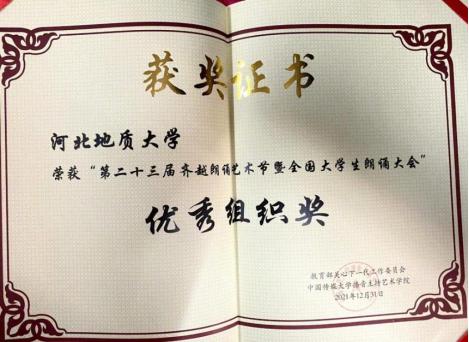 获奖证书
河北地质大学
荣获“第二十三届齐越朗诵艺术节暨全国大学生朗诵大会”
优秀组织奖
教育部关心下一代工作委员会
中国传媒大学播音主持艺术学院
2021年12月31日